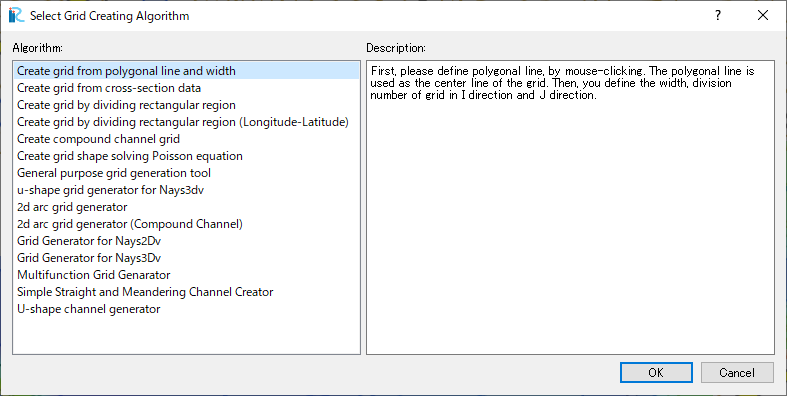 Select Grid Creating Algorithm
Algorithm:
Description:
Create grid from polygonal line and width
Create grid from cross-section data
Create grid by dividing rectangular region
Create grid by dividing rectangular region (Longitude-Latitude)
Create compound channel grid
Create grid shape solving Poisson equation
General purpose grid generation tool
u-shape grid generator for Nays3dv
2d arc grid generator
2d arc grid generator (Compound Channel)
Grid Generator for Nays2Dv
Grid Generator for Nays3Dv
Multifunction Grid Genarator
Simple Straight and Meandering Channel Creator
U-shape channel generator
First, please define polygonal line, by mouse-clicking. The polygonal line is
used as the center line of the grid. Then, you define the width, division
number of grid in I direction and J direction.
OK
Cancel